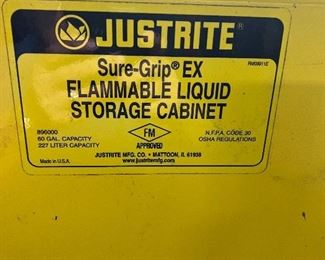 JUSTRITE®
Sure-Grip® EX
FLAMMABLE LIQUID
STORAGE CABINET
896000
60 GAL. CAPACITY
227 LITER CAPACITY
FM
APPROVED
N.F.P.A. CODE 30
OSHA REGULATIONS
Made in U.S.A.
JUSTRITE MFG. CO. • MATTOON, IL 61938
www.justritemfg.com